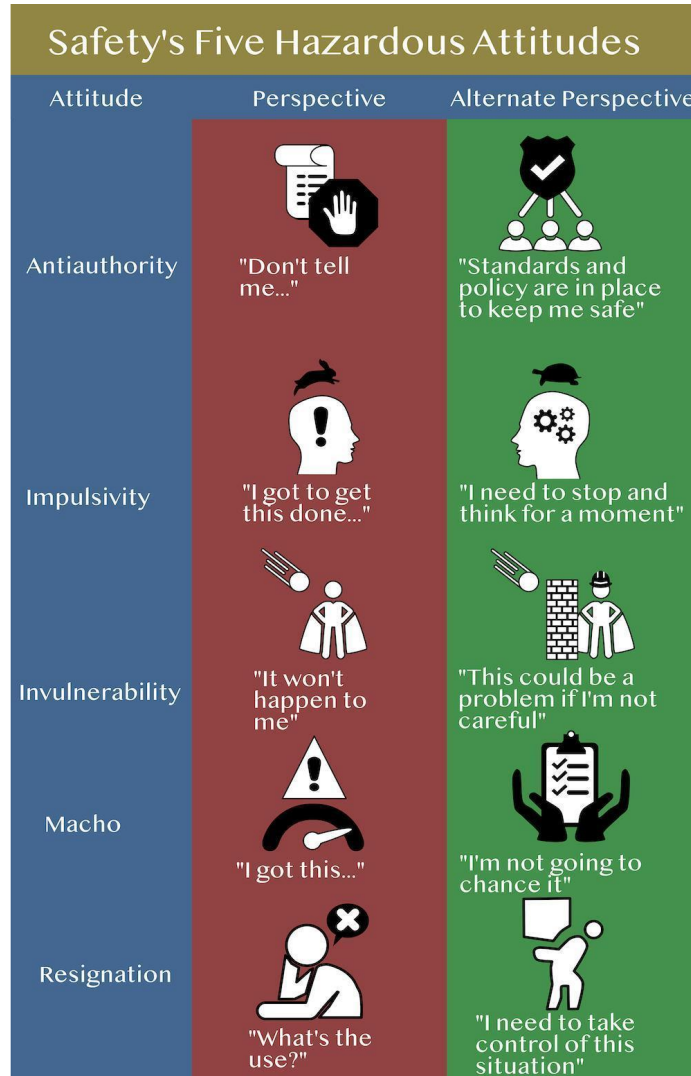 Safety's Five Hazardous Attitudes
Attitude
Perspective
Alternate Perspective
Antiauthority
"Don't tell
me..."
"Standards and
policy are in place
to keep me safe"
Impulsivity
"I got to get
this done..."
"I need to stop and
think for a moment"
Invulnerability
"It won't
happen to
me"
"This could be a
problem if I'm not
careful"
Macho
"I got this..."
"I'm not going to
chance it"
Resignation
"What's the
use?"
"I need to take
control of this
situation"